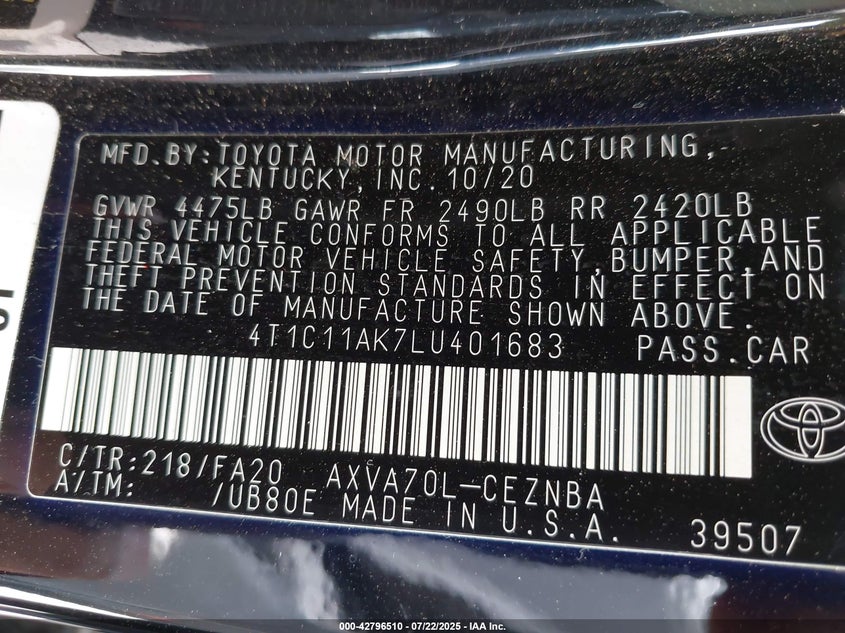 MFD.BY:TOYOTA MOTOR MANUFACTURING,
KENTUCKY,INC.10/20
GVWR 4475LB GAWR FR 2490LB RR 2420LB
THIS VEHICLE CONFORMS TO ALL APPLICABLE
FEDERAL MOTOR VEHICLE SAFETY,BUMPER,AND
THEFT PREVENTION STANDARDS IN EFFECT ON
THE DATE OF MANUFACTURE SHOWN ABOVE.
4T1C11AK7LU401683 PASS.CAR
C/TR:218/FA20 AXVA70L-CEZNBA
A/TM: /UB80E MADE IN U.S.A. 39507
000-42796510 - 07/22/2025 - IAA Inc.